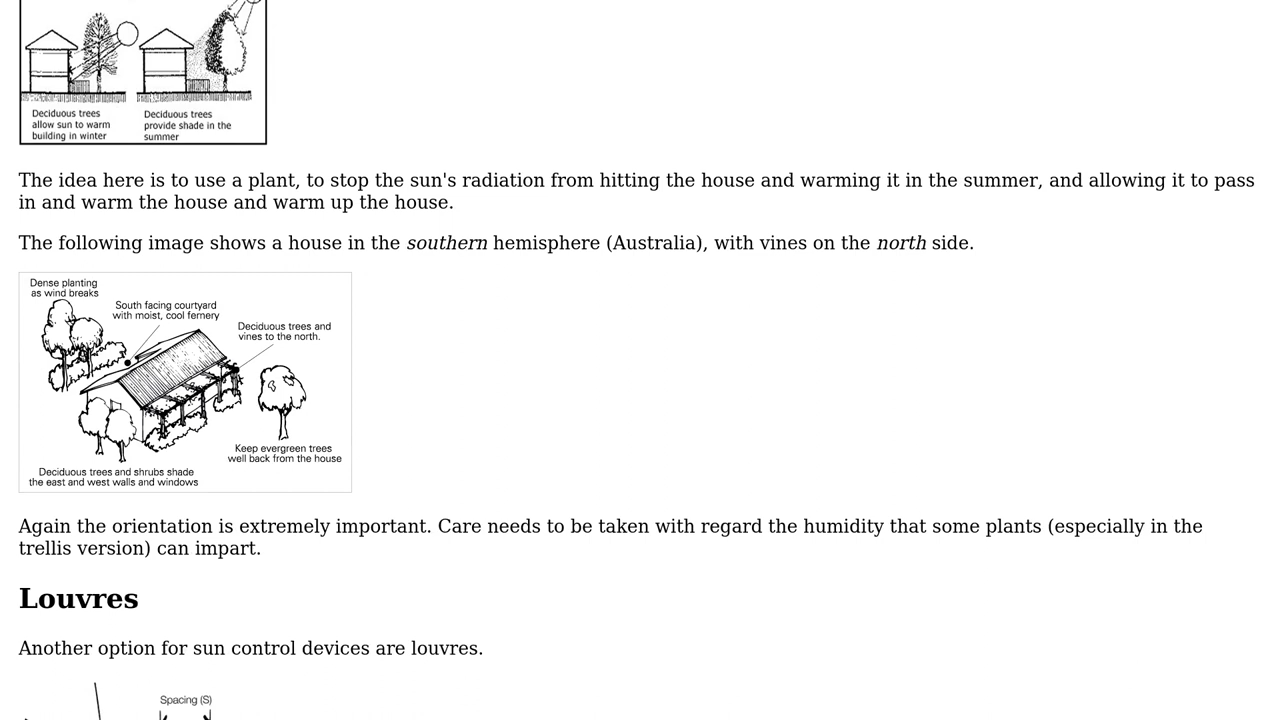 Deciduous trees
allow sun to warm
building in winter
Deciduous trees
provide shade in the
summer
The idea here is to use a plant, to stop the sun's radiation from hitting the house and warming it in the summer, and allowing it to pass
in and warm the house and warm up the house.
The following image shows a house in the southern hemisphere (Australia), with vines on the north side.
Dense planting
as wind breaks
South facing courtyard
with moist, cool fernery
Deciduous trees and
vines to the north.
Keep evergreen trees
well back from the house
Deciduous trees and shrubs shade
the east and west walls and windows
Again the orientation is extremely important. Care needs to be taken with regard the humidity that some plants (especially in the
trellis version) can impart.
Louvres
Another option for sun control devices are louvres.
Spacing (S)